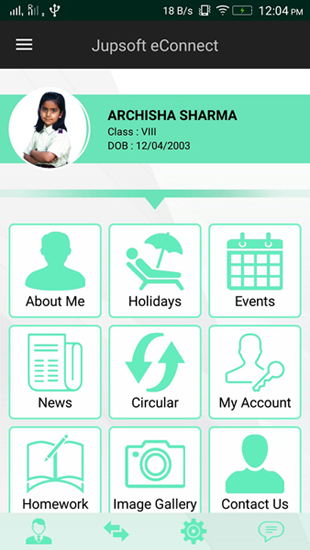 18 B/s 12:04 PM
Jupsoft eConnect
ARCHISHA SHARMA
Class : VIII
DOB : 12/04/2003
About Me Holidays Events
News Circular My Account
Homework Image Gallery Contact Us